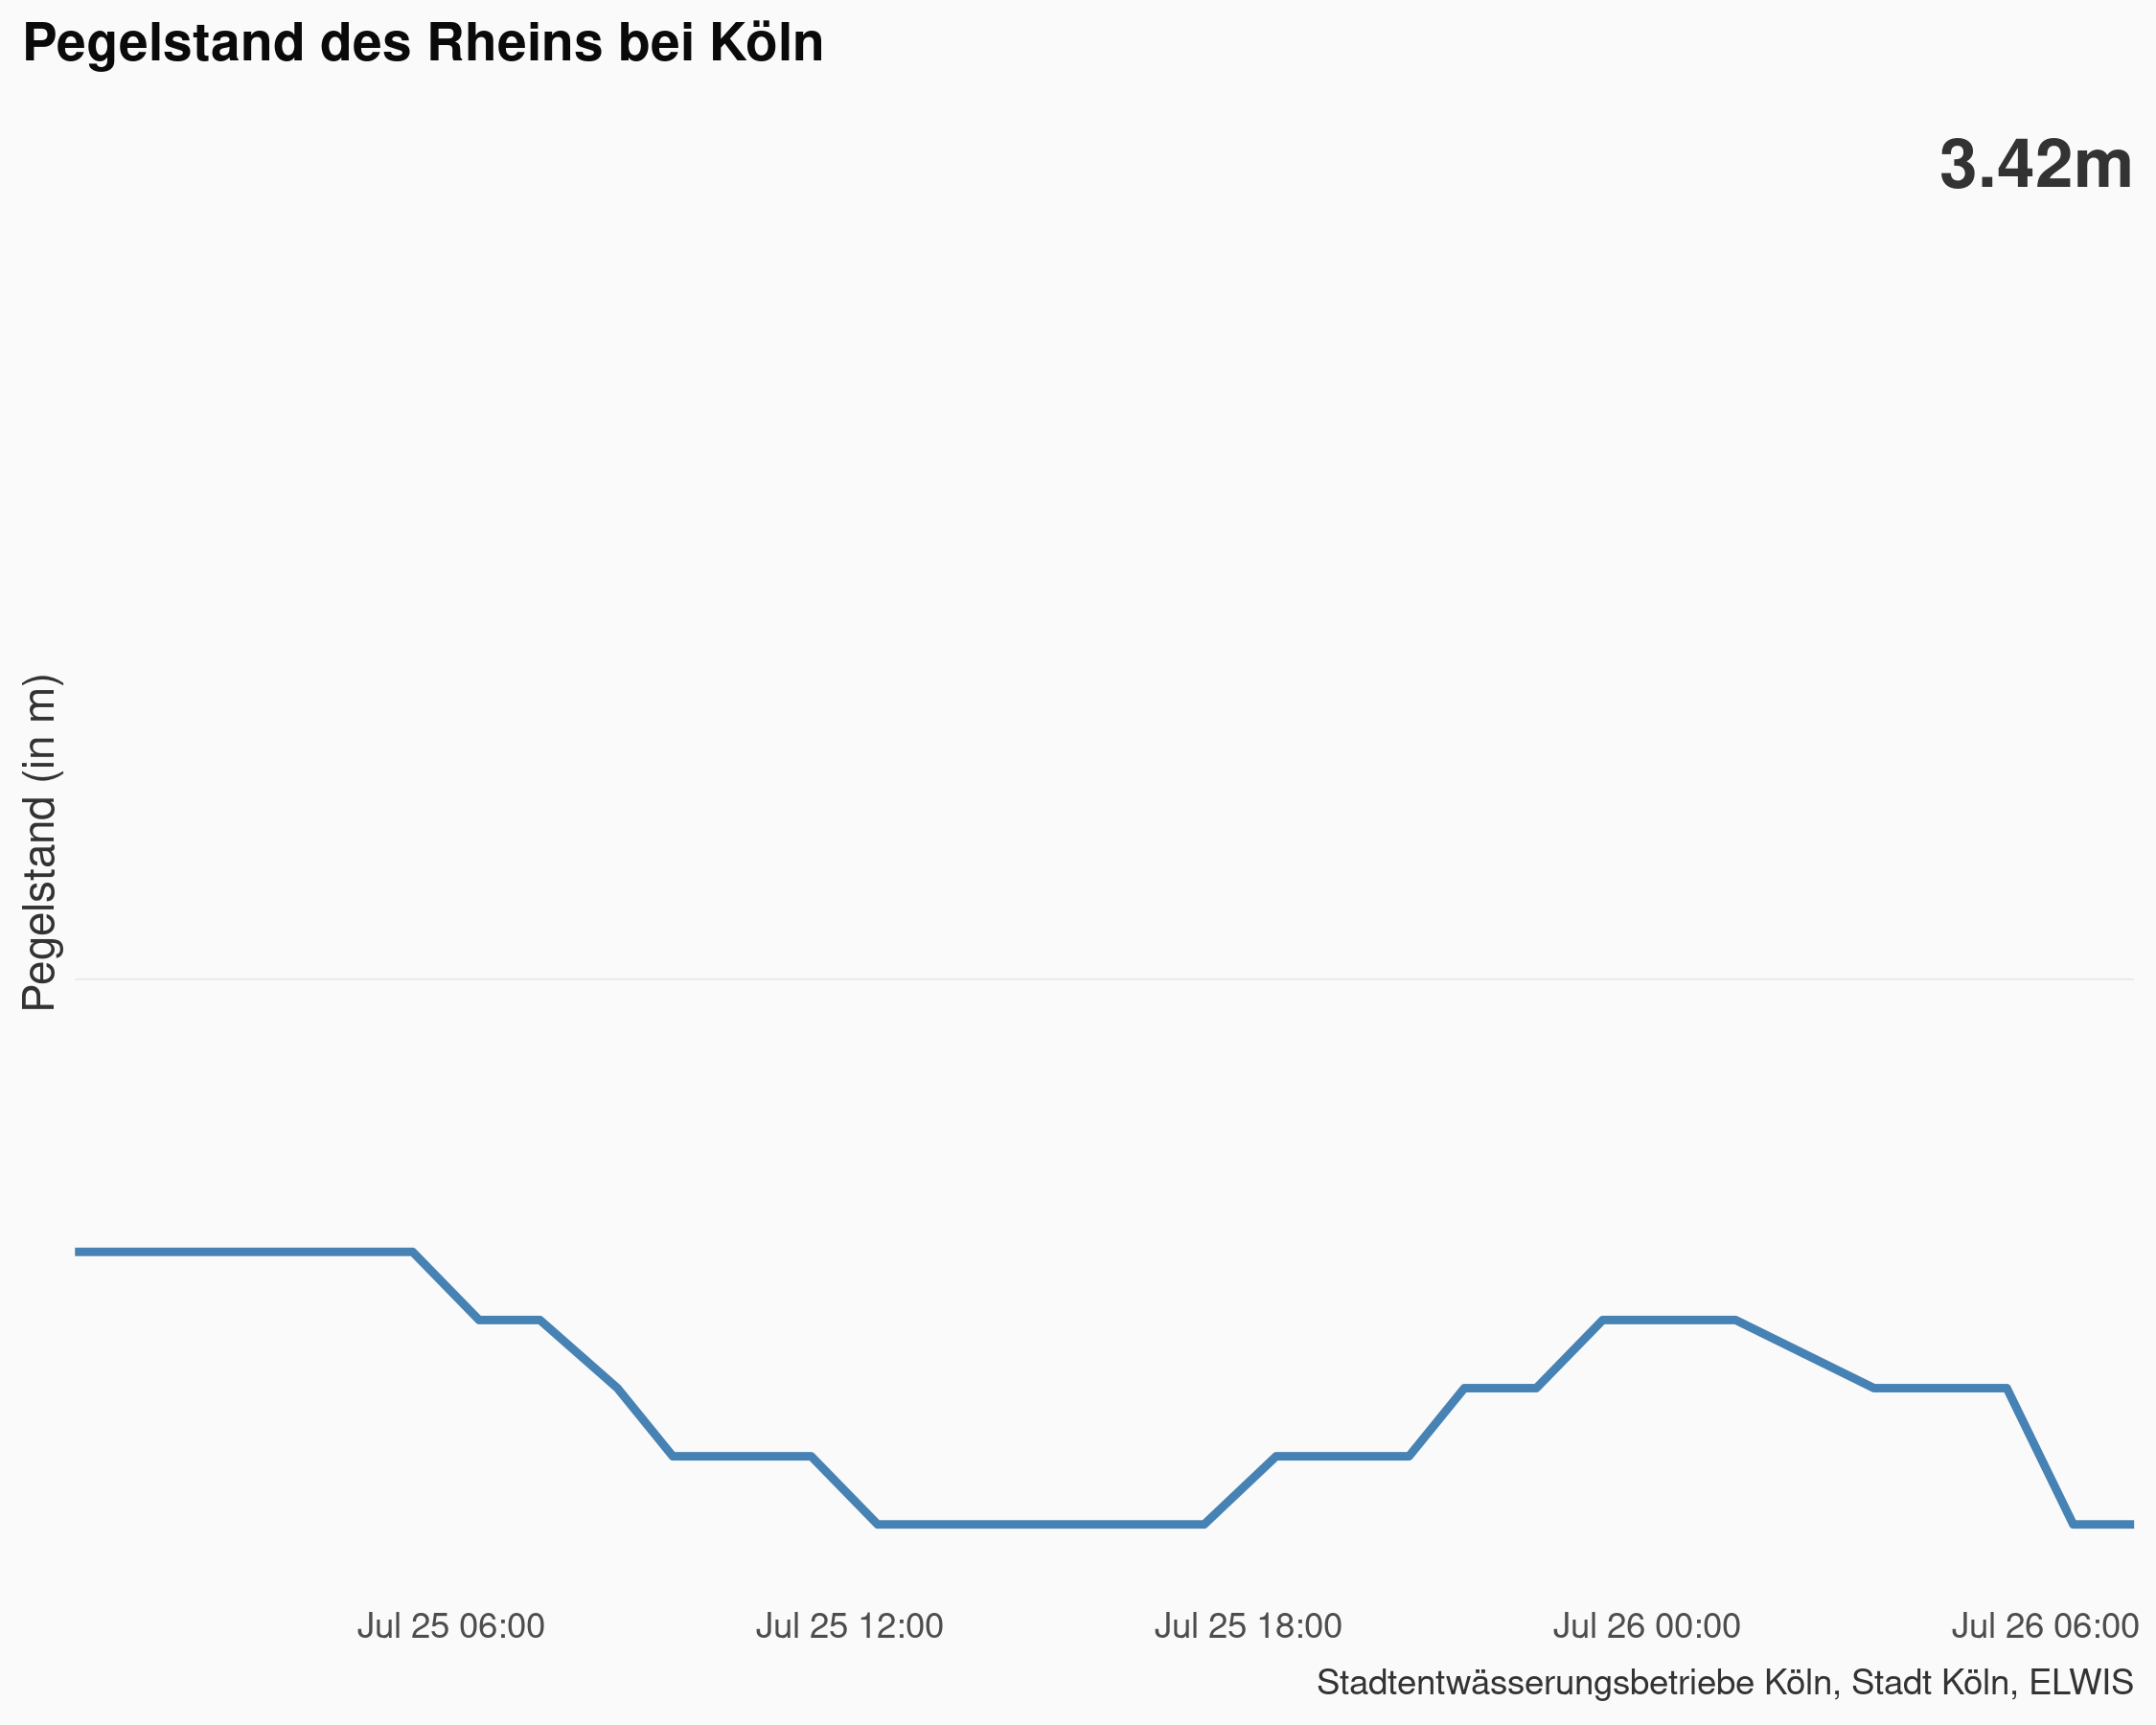 Pegelstand des Rheins bei Köln
3.42m
Pegelstand (in m)
Jul 25 06:00 Jul 25 12:00 Jul 25 18:00 Jul 26 00:00 Jul 26 06:00
Stadtentwässerungsbetriebe Köln, Stadt Köln, ELWIS